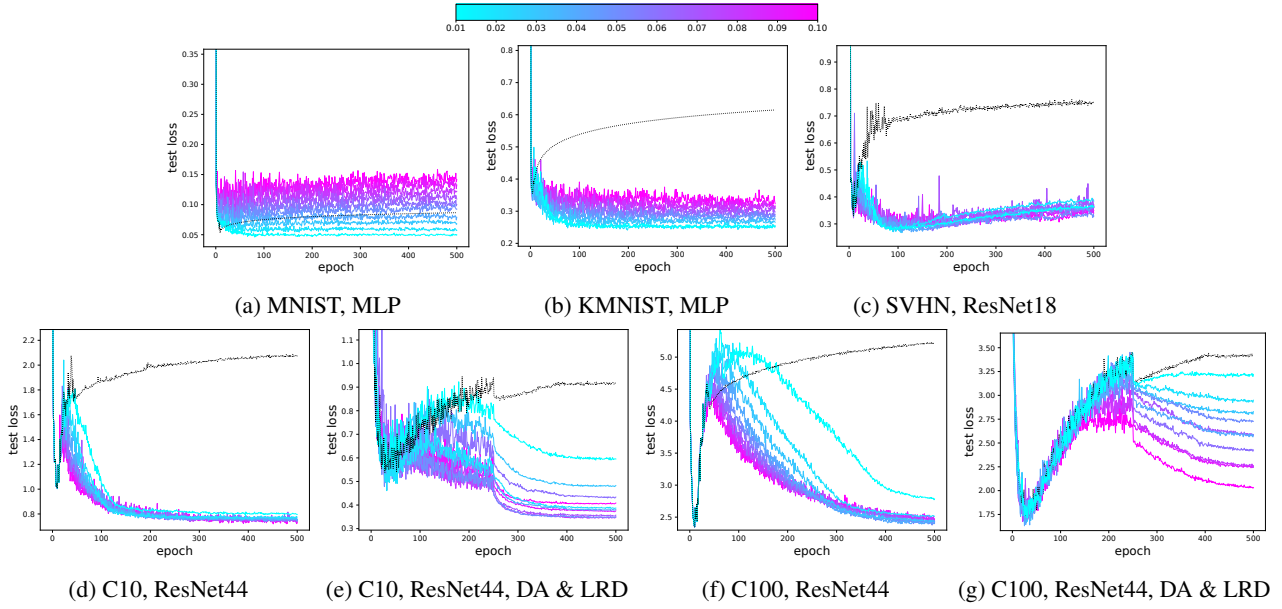 0.01 0.02 0.03 0.04 0.05 0.06 0.07 0.08 0.09 0.10
0.35
0.30
0.25
0.20
0.15
0.10
0.05
test loss
0 100 200 300 400 500
epoch
(a) MNIST, MLP
0.8
0.7
0.6
0.5
0.4
0.3
0.2
test loss
0 100 200 300 400 500
epoch
(b) KMNIST, MLP
0.9
0.8
0.7
0.6
0.5
0.4
0.3
test loss
0 100 200 300 400 500
epoch
(c) SVHN, ResNet18
2.2
2.0
1.8
1.6
1.4
1.2
1.0
0.8
test loss
0 100 200 300 400 500
epoch
(d) C10, ResNet44
1.1
1.0
0.9
0.8
0.7
0.6
0.5
0.4
0.3
test loss
0 100 200 300 400 500
epoch
(e) C10, ResNet44, DA & LRD
5.0
4.5
4.0
3.5
3.0
2.5
test loss
0 100 200 300 400 500
epoch
(f) C100, ResNet44
3.50
3.25
3.00
2.75
2.50
2.25
2.00
1.75
test loss
0 100 200 300 400 500
epoch
(g) C100, ResNet44, DA & LRD